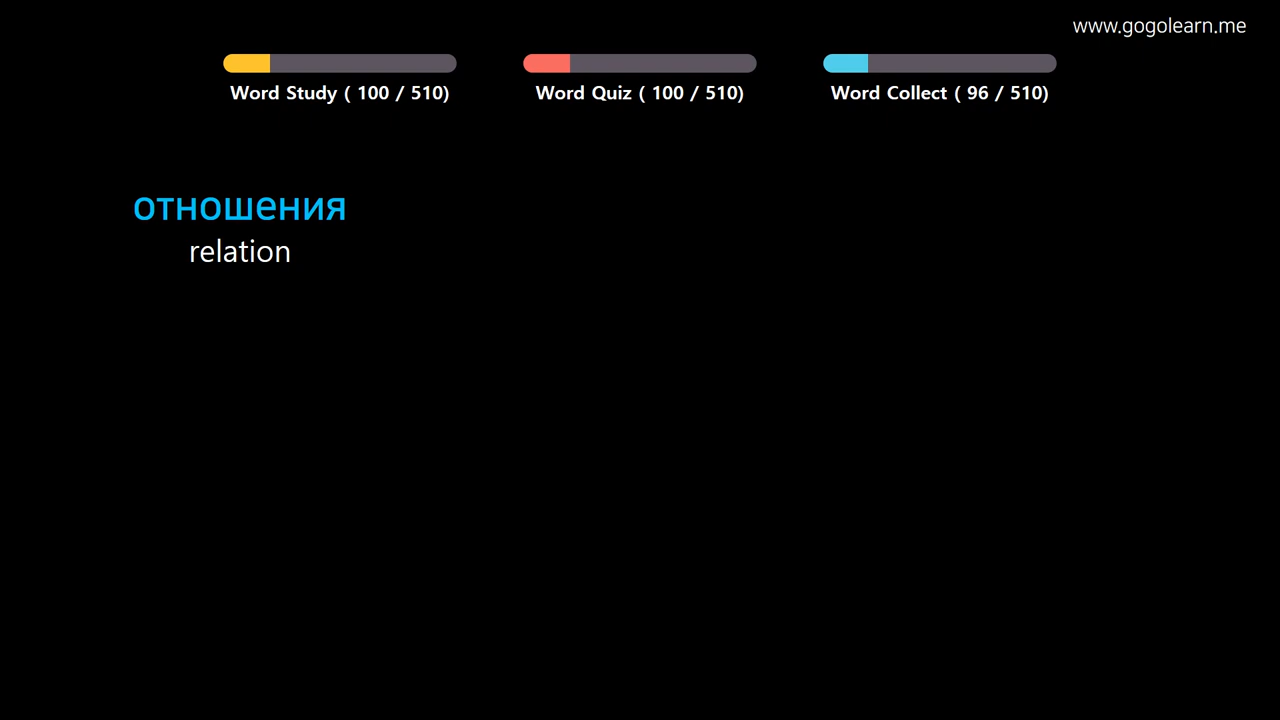 www.gogolearn.me
Word Study ( 100 / 510)
Word Quiz ( 100 / 510)
Word Collect ( 96 / 510)
отношения
relation